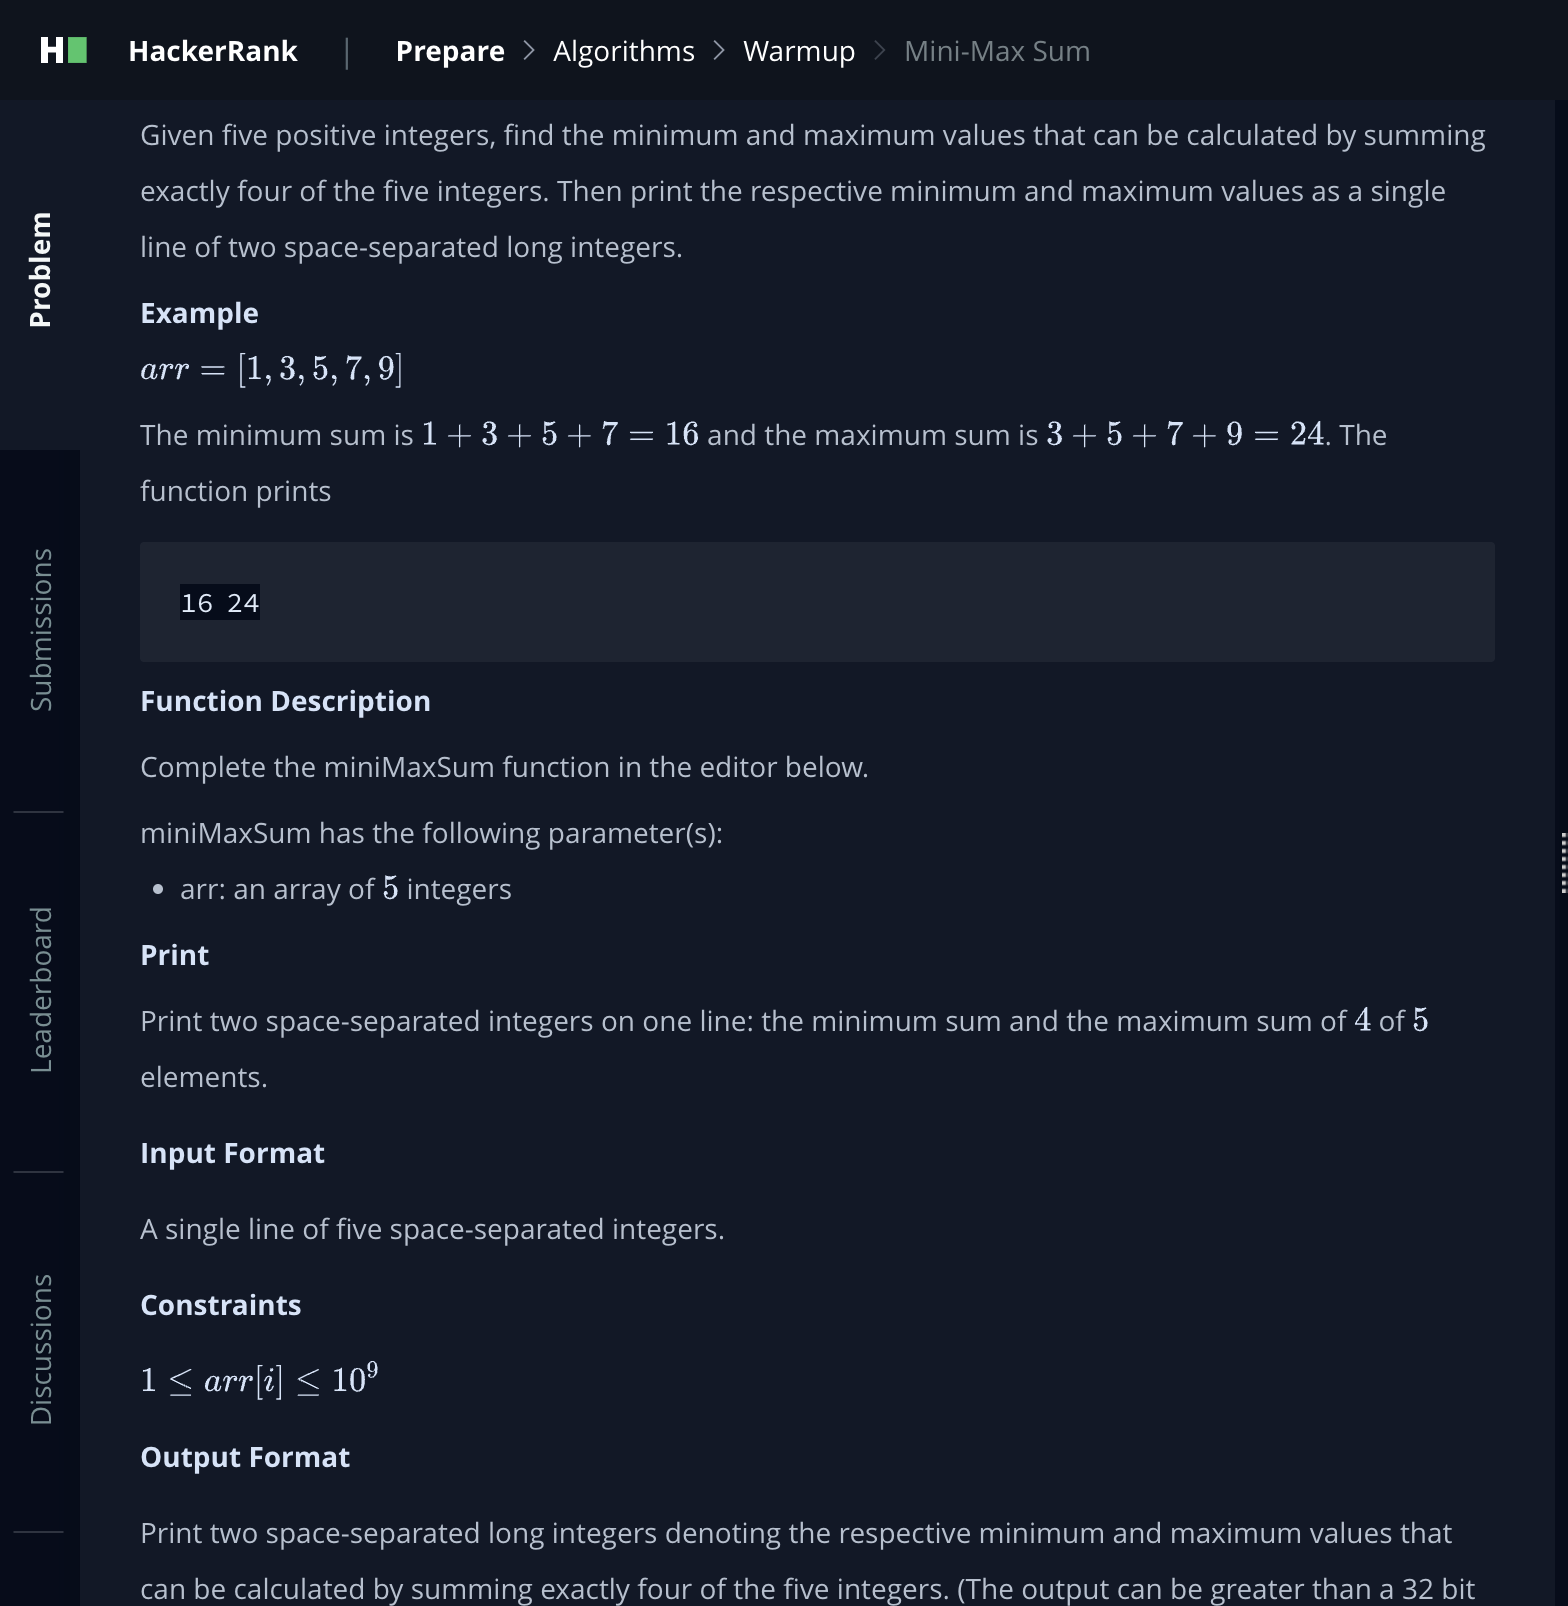 H HackerRank | Prepare > Algorithms > Warmup > Mini-Max Sum
Problem
Submissions
Leaderboard
Discussions
Given five positive integers, find the minimum and maximum values that can be calculated by summing
exactly four of the five integers. Then print the respective minimum and maximum values as a single
line of two space-separated long integers.
Example
arr = [1, 3, 5, 7, 9]
The minimum sum is 1 + 3 + 5 + 7 = 16 and the maximum sum is 3 + 5 + 7 + 9 = 24. The
function prints
16 24
Function Description
Complete the miniMaxSum function in the editor below.
miniMaxSum has the following parameter(s):
• arr: an array of 5 integers
Print
Print two space-separated integers on one line: the minimum sum and the maximum sum of 4 of 5
elements.
Input Format
A single line of five space-separated integers.
Constraints
1 ≤ arr[i] ≤ 10⁹
Output Format
Print two space-separated long integers denoting the respective minimum and maximum values that
can be calculated by summing exactly four of the five integers. (The output can be greater than a 32 bit